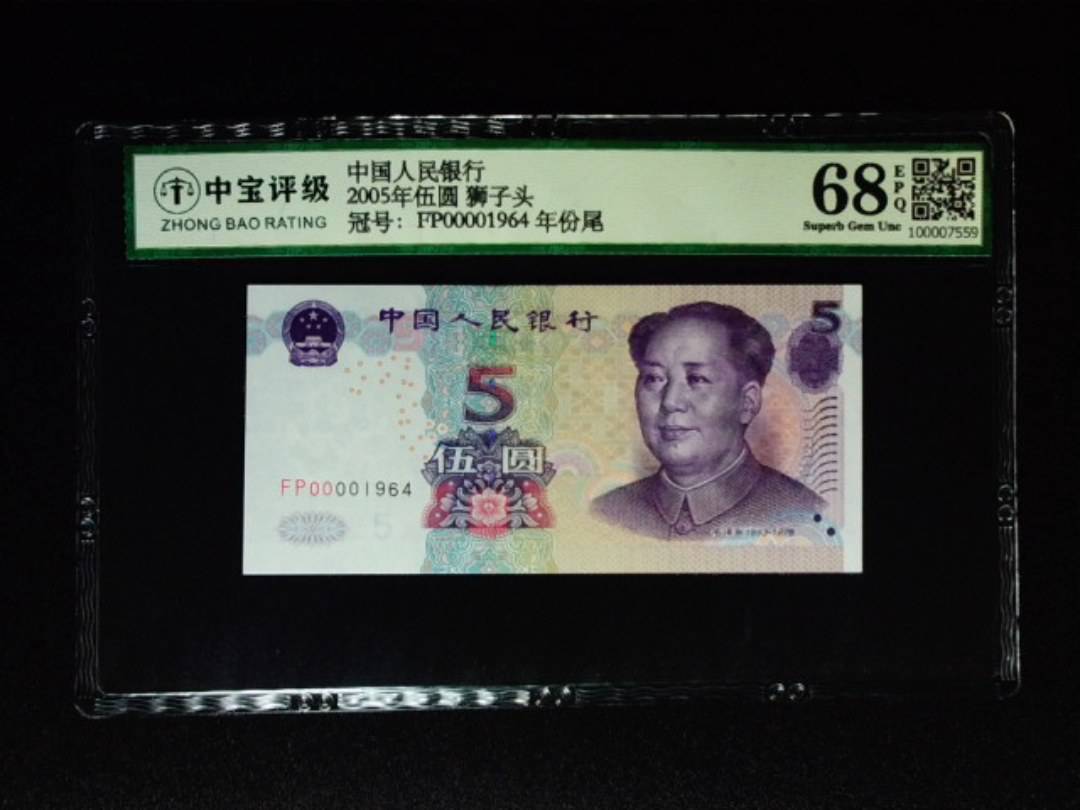 中宝评级
ZHONG BAO RATING
中国人民银行
2005年伍圆 狮子头
冠号：FP00001964 年份尾
68
EPQ
Superb Gem Unc
100007559
中国人民银行
5
5
伍圆
FP00001964
5